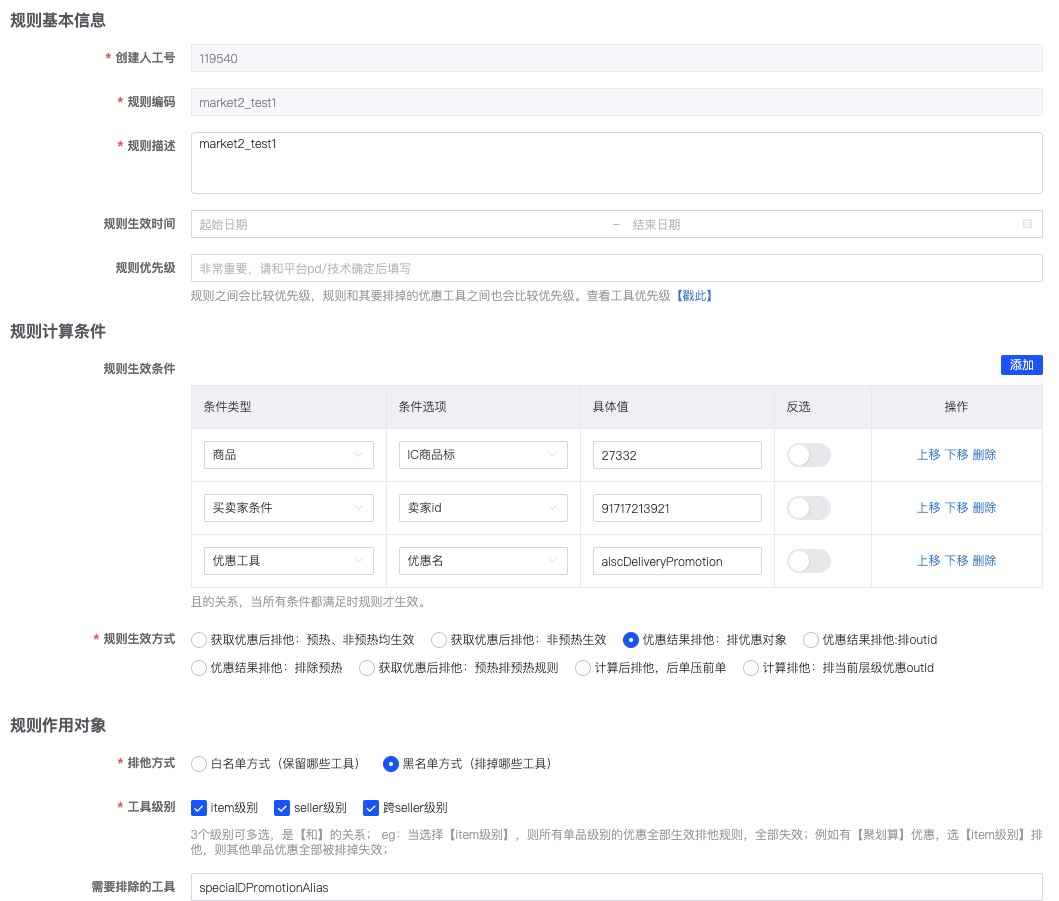 规则基本信息
* 创建人工号 119540
* 规则编码 market2_test1
* 规则描述 market2_test1
规则生效时间 起始日期 – 结束日期
规则优先级 非常重要，请和平台pd/技术确定后填写
规则之间会比较优先级，规则和其要排掉的优惠工具之间也会比较优先级。查看工具优先级【戳此】
规则计算条件
规则生效条件 添加
条件类型 条件选项 具体值 反选 操作
商品 IC商品标 27332 上移 下移 删除
买卖家条件 卖家id 91717213921 上移 下移 删除
优惠工具 优惠名 alscDeliveryPromotion 上移 下移 删除
且的关系，当所有条件都满足时规则才生效。
* 规则生效方式 获取优惠后排他：预热、非预热均生效 获取优惠后排他：非预热生效 优惠结果排他：排优惠对象 优惠结果排他:排outid
优惠结果排他：排除预热 获取优惠后排他：预热排预热规则 计算后排他，后单压前单 计算排他：排当前层级优惠outId
规则作用对象
* 排他方式 白名单方式（保留哪些工具） 黑名单方式（排掉哪些工具）
* 工具级别 item级别 seller级别 跨seller级别
3个级别可多选，是【和】的关系； eg：当选择【item级别】，则所有单品级别的优惠全部生效排他规则，全部失效；例如有【聚划算】优惠，选【item级别】排
他，则其他单品优惠全部被排掉失效；
需要排除的工具 specialDPromotionAlias